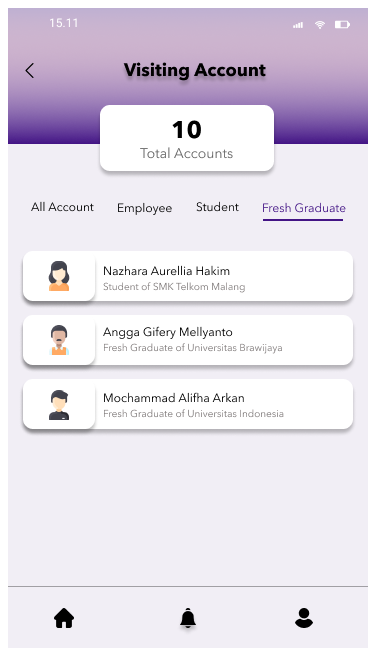 15.11
Visiting Account
10
Total Accounts
All Account Employee Student Fresh Graduate
Nazhara Aurellia Hakim
Student of SMK Telkom Malang
Angga Gifery Mellyanto
Fresh Graduate of Universitas Brawijaya
Mochammad Alifha Arkan
Fresh Graduate of Universitas Indonesia